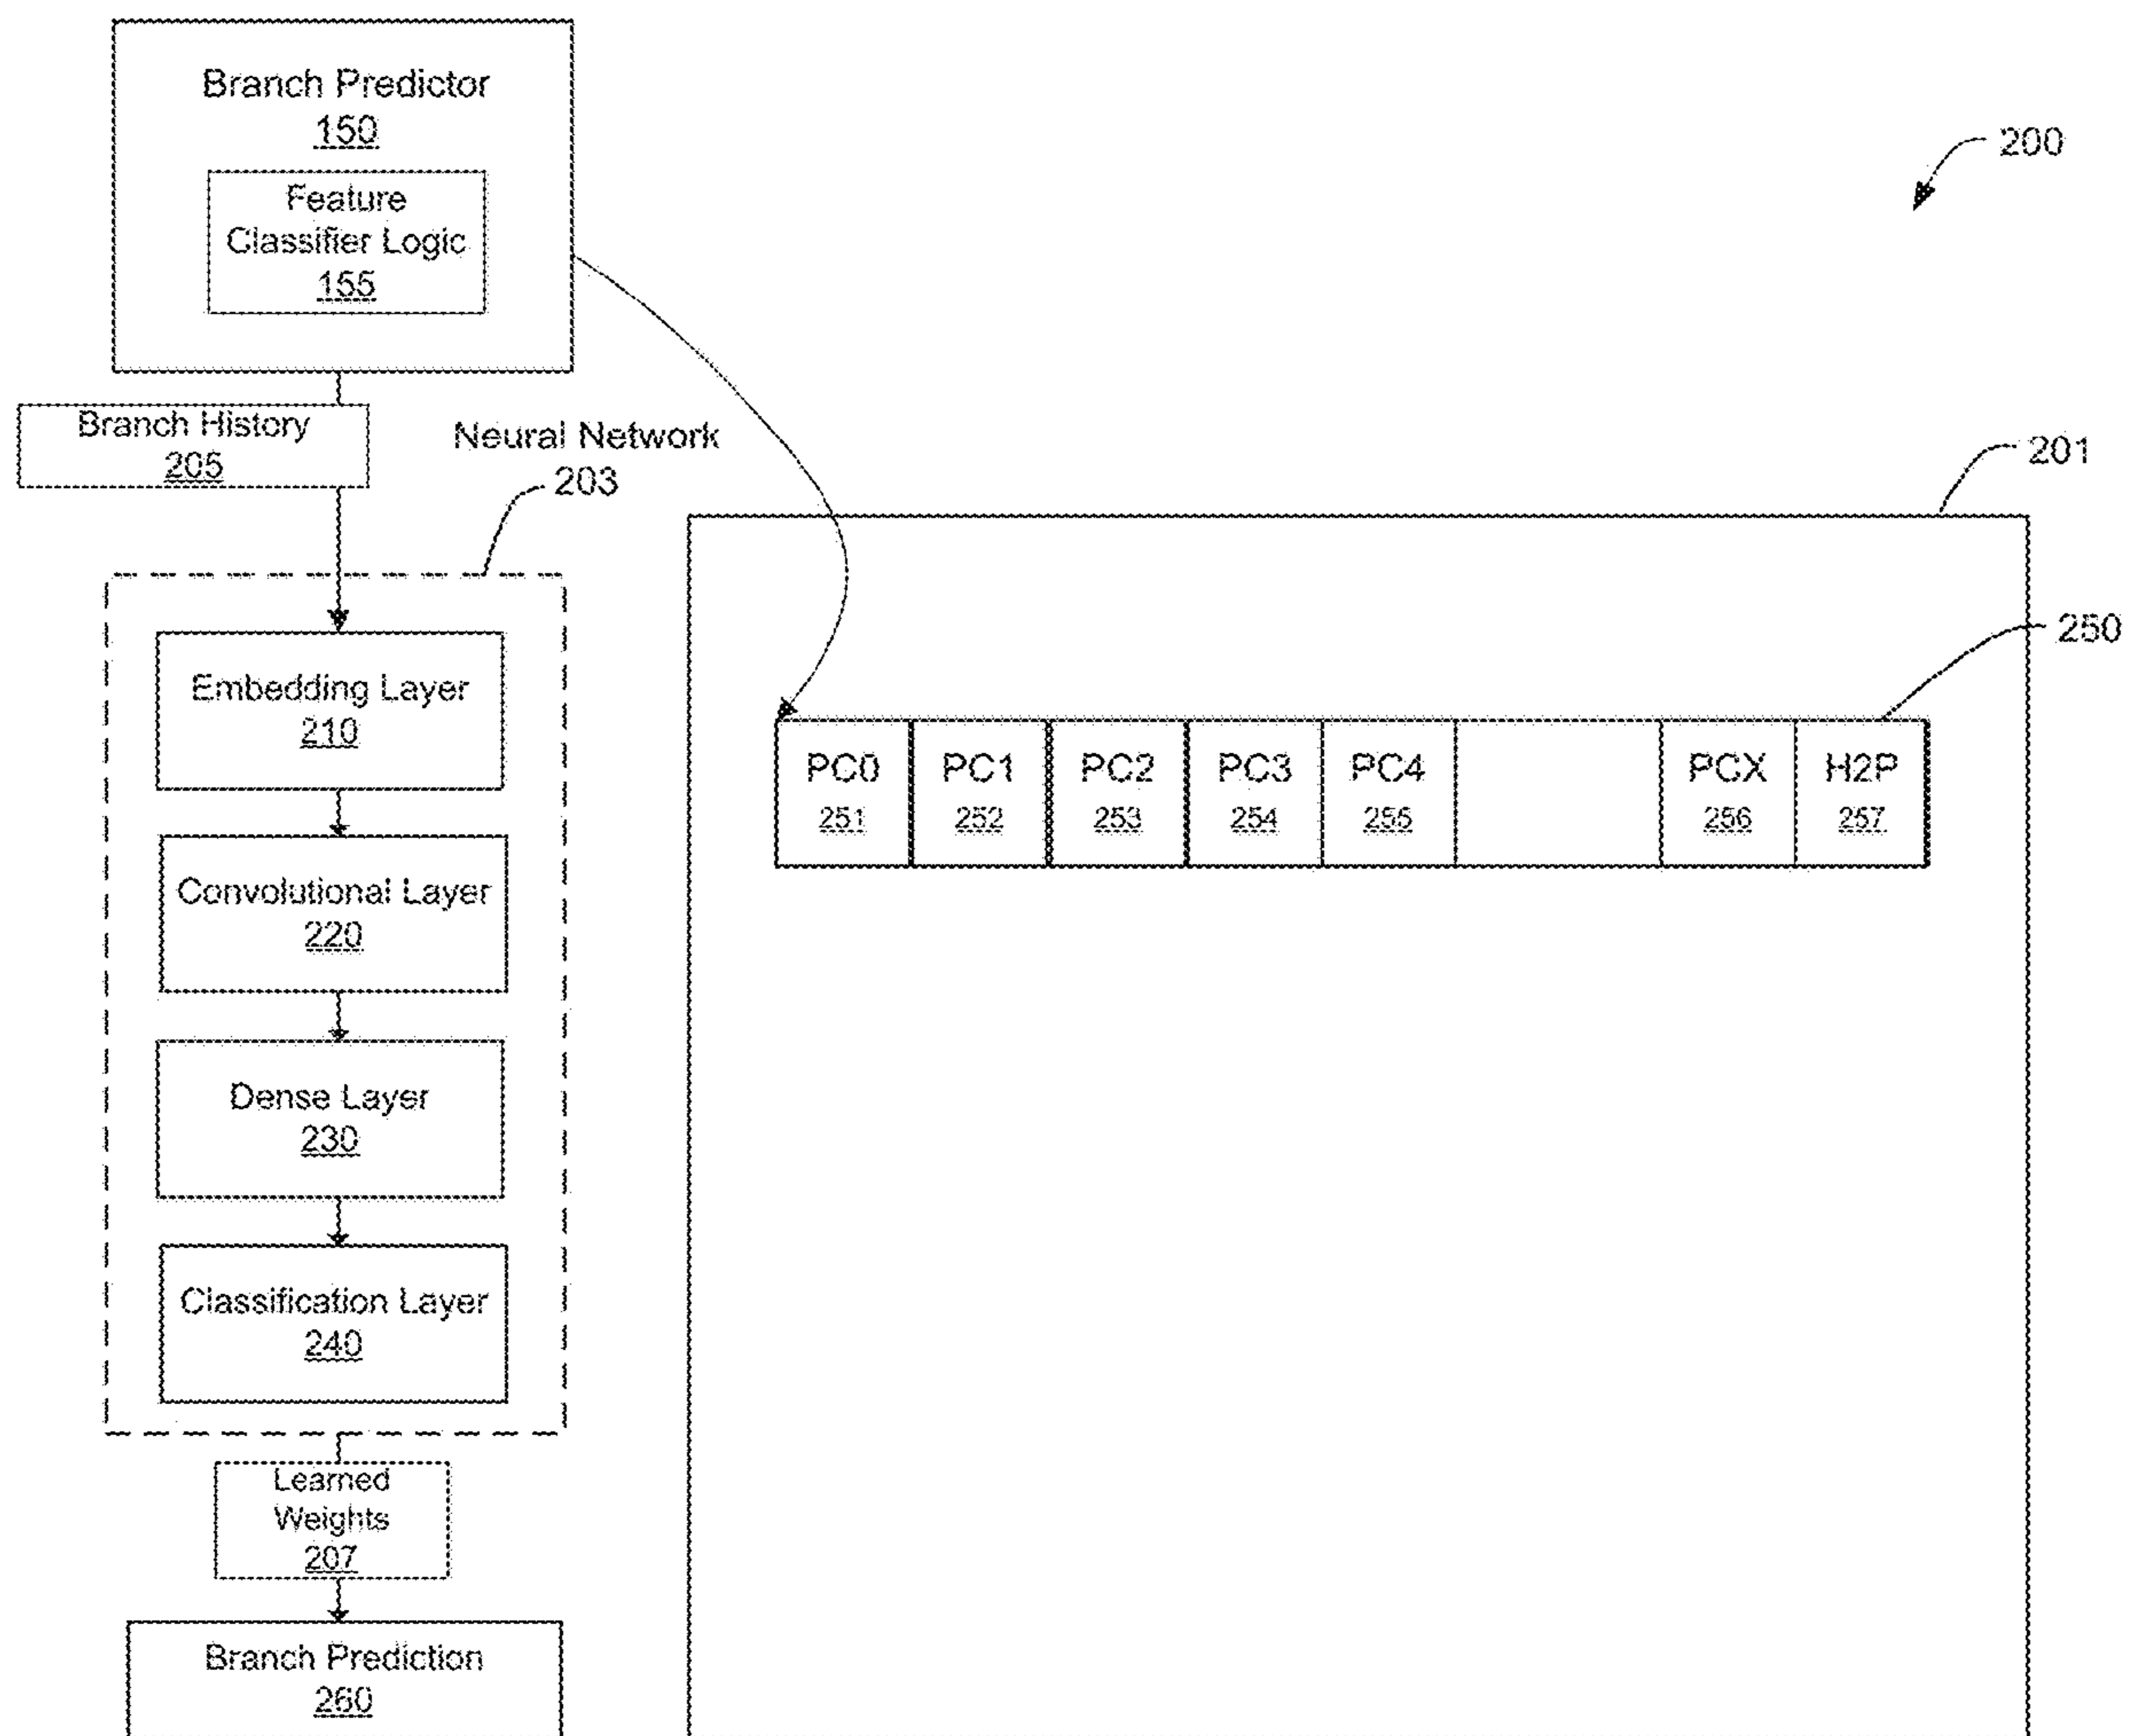 Branch Predictor
150
Feature
Classifier Logic
155
200
Branch History
205
Neural Network
203
201
250
Embedding Layer
210
PC0 PC1 PC2 PC3 PC4 PCX H2P
251 252 253 254 255 256 257
Convolutional Layer
220
Dense Layer
230
Classification Layer
240
Learned
Weights
207
Branch Prediction
260